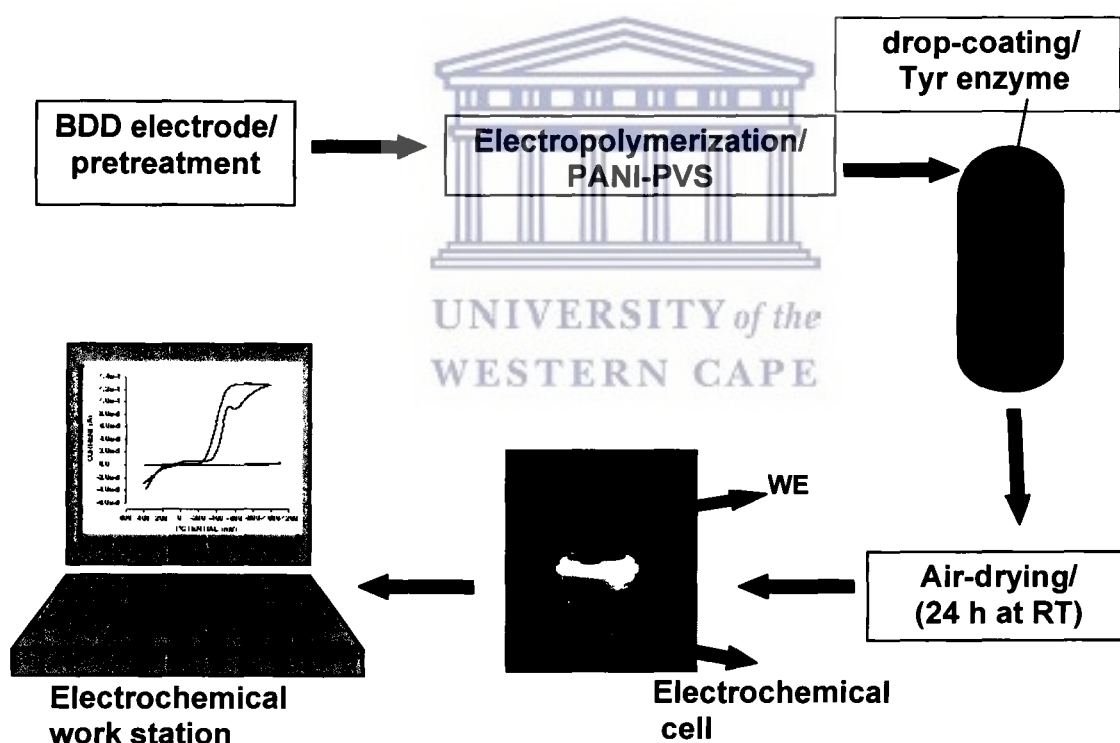 drop-coating/
Tyr enzyme
BDD electrode/
pretreatment
Electropolymerization/
PANI-PVS
UNIVERSITY of the
WESTERN CAPE
WE
Air-drying/
(24 h at RT)
Electrochemical
cell
Electrochemical
work station